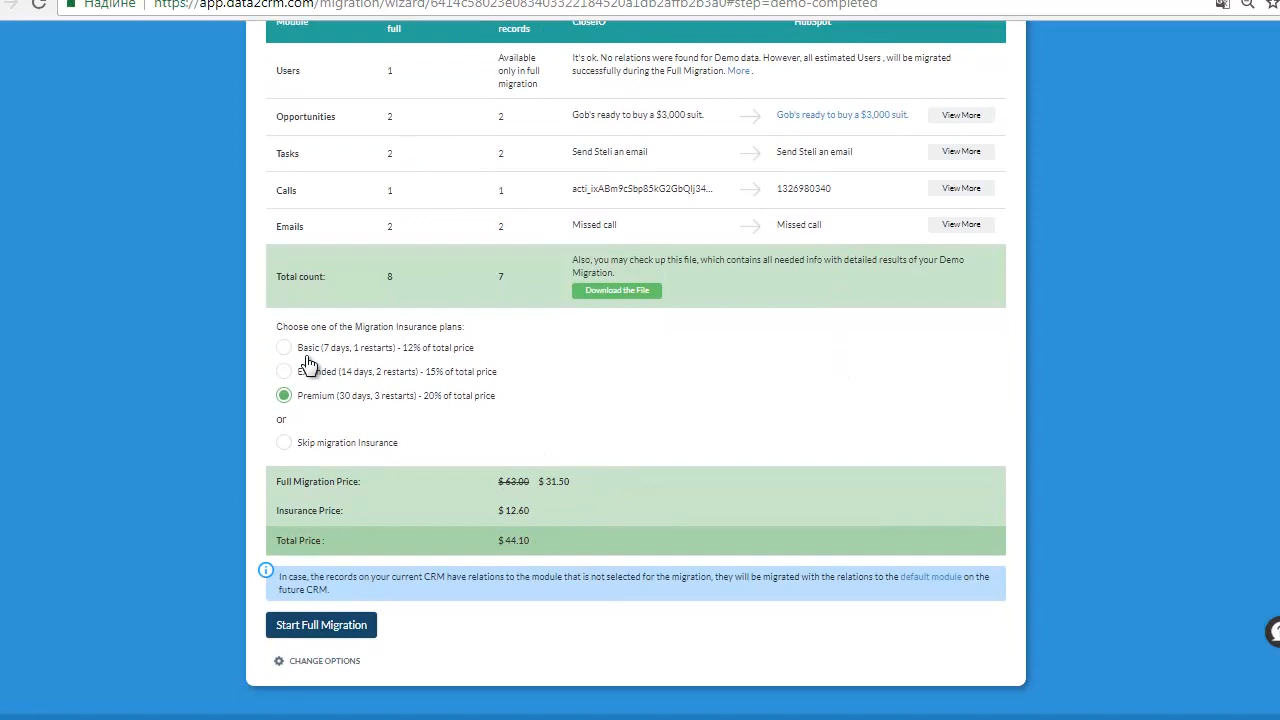 Надійне https://app.data2crm.com/migration/wizard/6414c58023e08340332218452
Module full records CloseIO HubSpot
Users 1 Available only in full migration It's ok. No relations were found for Demo data. However, all estimated Users , will be migrated successfully during the Full Migration. More .
Opportunities 2 2 Gob's ready to buy a $3,000 suit. Gob's ready to buy a $3,000 suit. View More
Tasks 2 2 Send Steli an email Send Steli an email View More
Calls 1 1 acti_ixABm9cSbp85kG2GbQlj34... 1326980340 View More
Emails 2 2 Missed call Missed call View More
Total count: 8 7 Also, you may check up this file, which contains all needed info with detailed results of your Demo Migration.
Download the File
Choose one of the Migration Insurance plans:
Basic (7 days, 1 restarts) - 12% of total price
(14 days, 2 restarts) - 15% of total price
Premium (30 days, 3 restarts) - 20% of total price
or
Skip migration Insurance
Full Migration Price: $ 63.00 $ 31.50
Insurance Price: $ 12.60
Total Price : $ 44.10
In case, the records on your current CRM have relations to the module that is not selected for the migration, they will be migrated with the relations to the default module on the
future CRM.
Start Full Migration
CHANGE OPTIONS